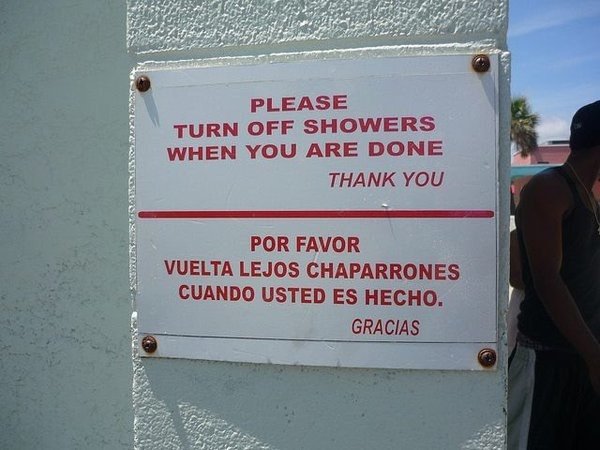 PLEASE
TURN OFF SHOWERS
WHEN YOU ARE DONE
THANK YOU
POR FAVOR
VUELTA LEJOS CHAPARRONES
CUANDO USTED ES HECHO.
GRACIAS